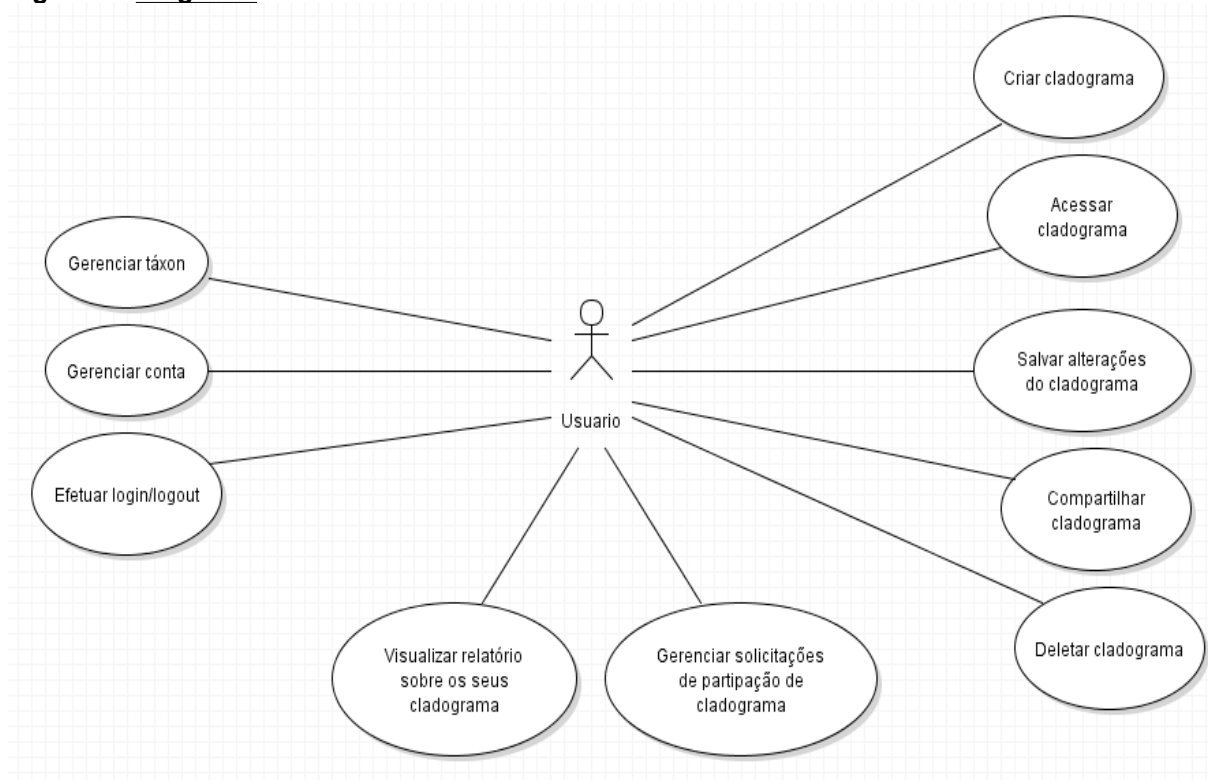 Criar cladograma
Acessar
cladograma
Gerenciar táxon
Gerenciar conta
Salvar alterações
do cladograma
Usuario
Efetuar login/logout
Compartilhar
cladograma
Deletar cladograma
Visualizar relatório
sobre os seus
cladograma
Gerenciar solicitações
de partipação de
cladograma